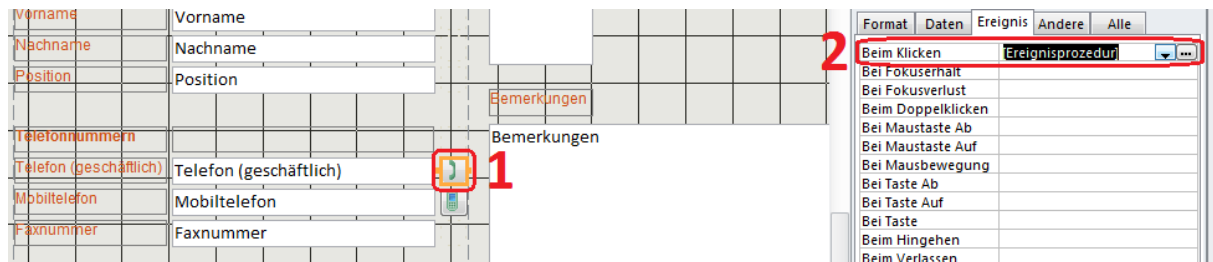 Vorname Vorname
Nachname Nachname
Position Position
Telefonnummern
Telefon (geschäftlich) Telefon (geschäftlich)
1
Mobiltelefon Mobiltelefon
Faxnummer Faxnummer
Bemerkungen
Bemerkungen
Format Daten Ereignis Andere Alle
2
Beim Klicken [Ereignisprozedur]
Bei Fokuserhalt
Bei Fokusverlust
Beim Doppelklicken
Bei Maustaste Ab
Bei Maustaste Auf
Bei Mausbewegung
Bei Taste Ab
Bei Taste Auf
Bei Taste
Beim Hingehen
Beim Verlassen